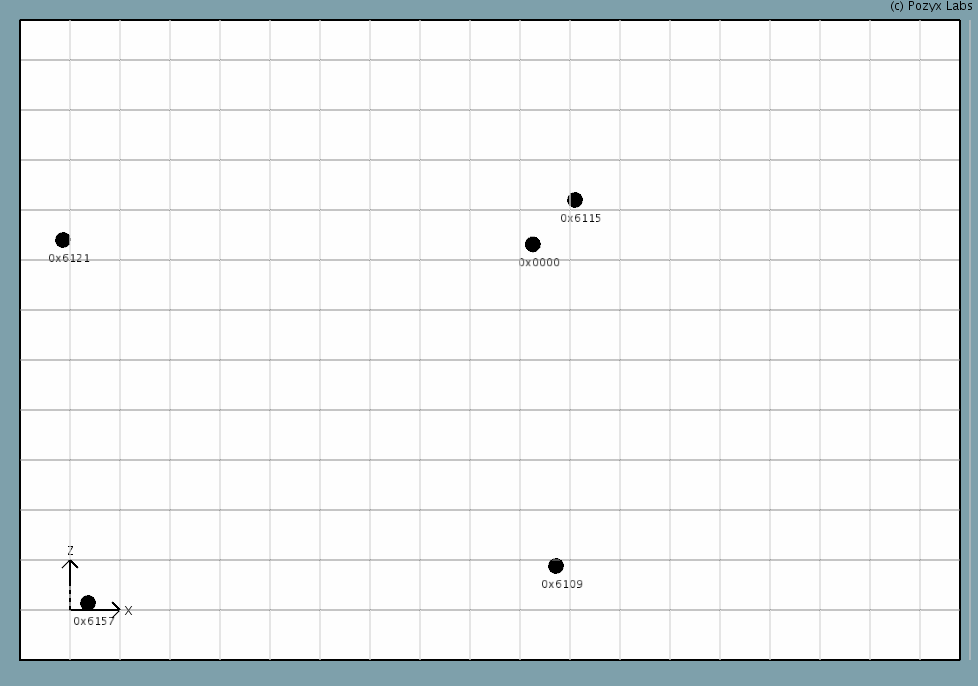 (c) Pozyx Labs
0x6115
0x6121
0x0000
Z
0x6109
X
0x6157